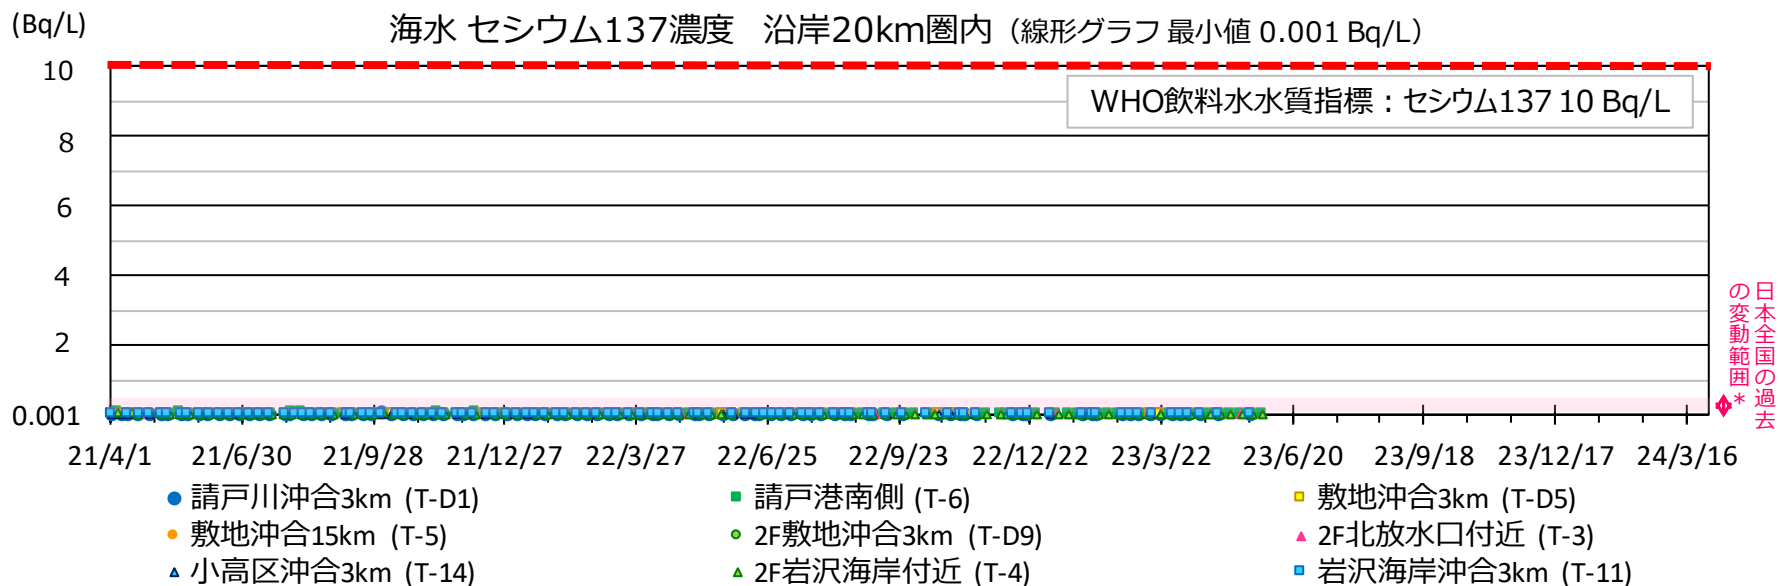 (Bq/L)
海水 セシウム137濃度 沿岸20km圏内（線形グラフ 最小値 0.001 Bq/L）
10
WHO飲料水水質指標：セシウム137 10 Bq/L
8
6
4
2
0.001
日本全国の過去
の変動範囲*
21/4/1 21/6/30 21/9/28 21/12/27 22/3/27 22/6/25 22/9/23 22/12/22 23/3/22 23/6/20 23/9/18 23/12/17 24/3/16
請戸川沖合3km (T-D1) 請戸港南側 (T-6) 敷地沖合3km (T-D5)
敷地沖合15km (T-5) 2F敷地沖合3km (T-D9) 2F北放水口付近 (T-3)
小高区沖合3km (T-14) 2F岩沢海岸付近 (T-4) 岩沢海岸沖合3km (T-11)